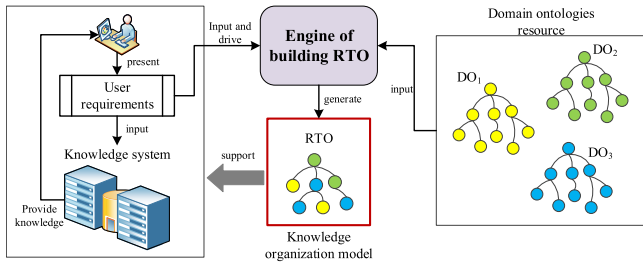 present
User
requirements
input
Knowledge system
Provide
knowledge
Input and
drive
Engine of
building RTO
generate
RTO
support
Knowledge
organization model
input
Domain ontologies
resource
DO1
DO2
DO3